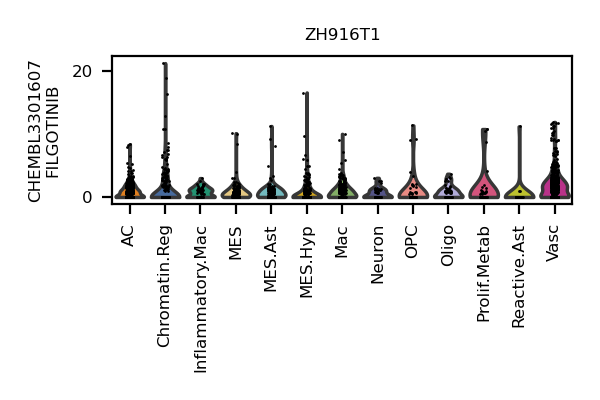 ZH916T1
CHEMBL3301607
FILGOTINIB
20
0
AC
Chromatin.Reg
Inflammatory.Mac
MES
MES.Ast
MES.Hyp
Mac
Neuron
OPC
Oligo
Prolif.Metab
Reactive.Ast
Vasc